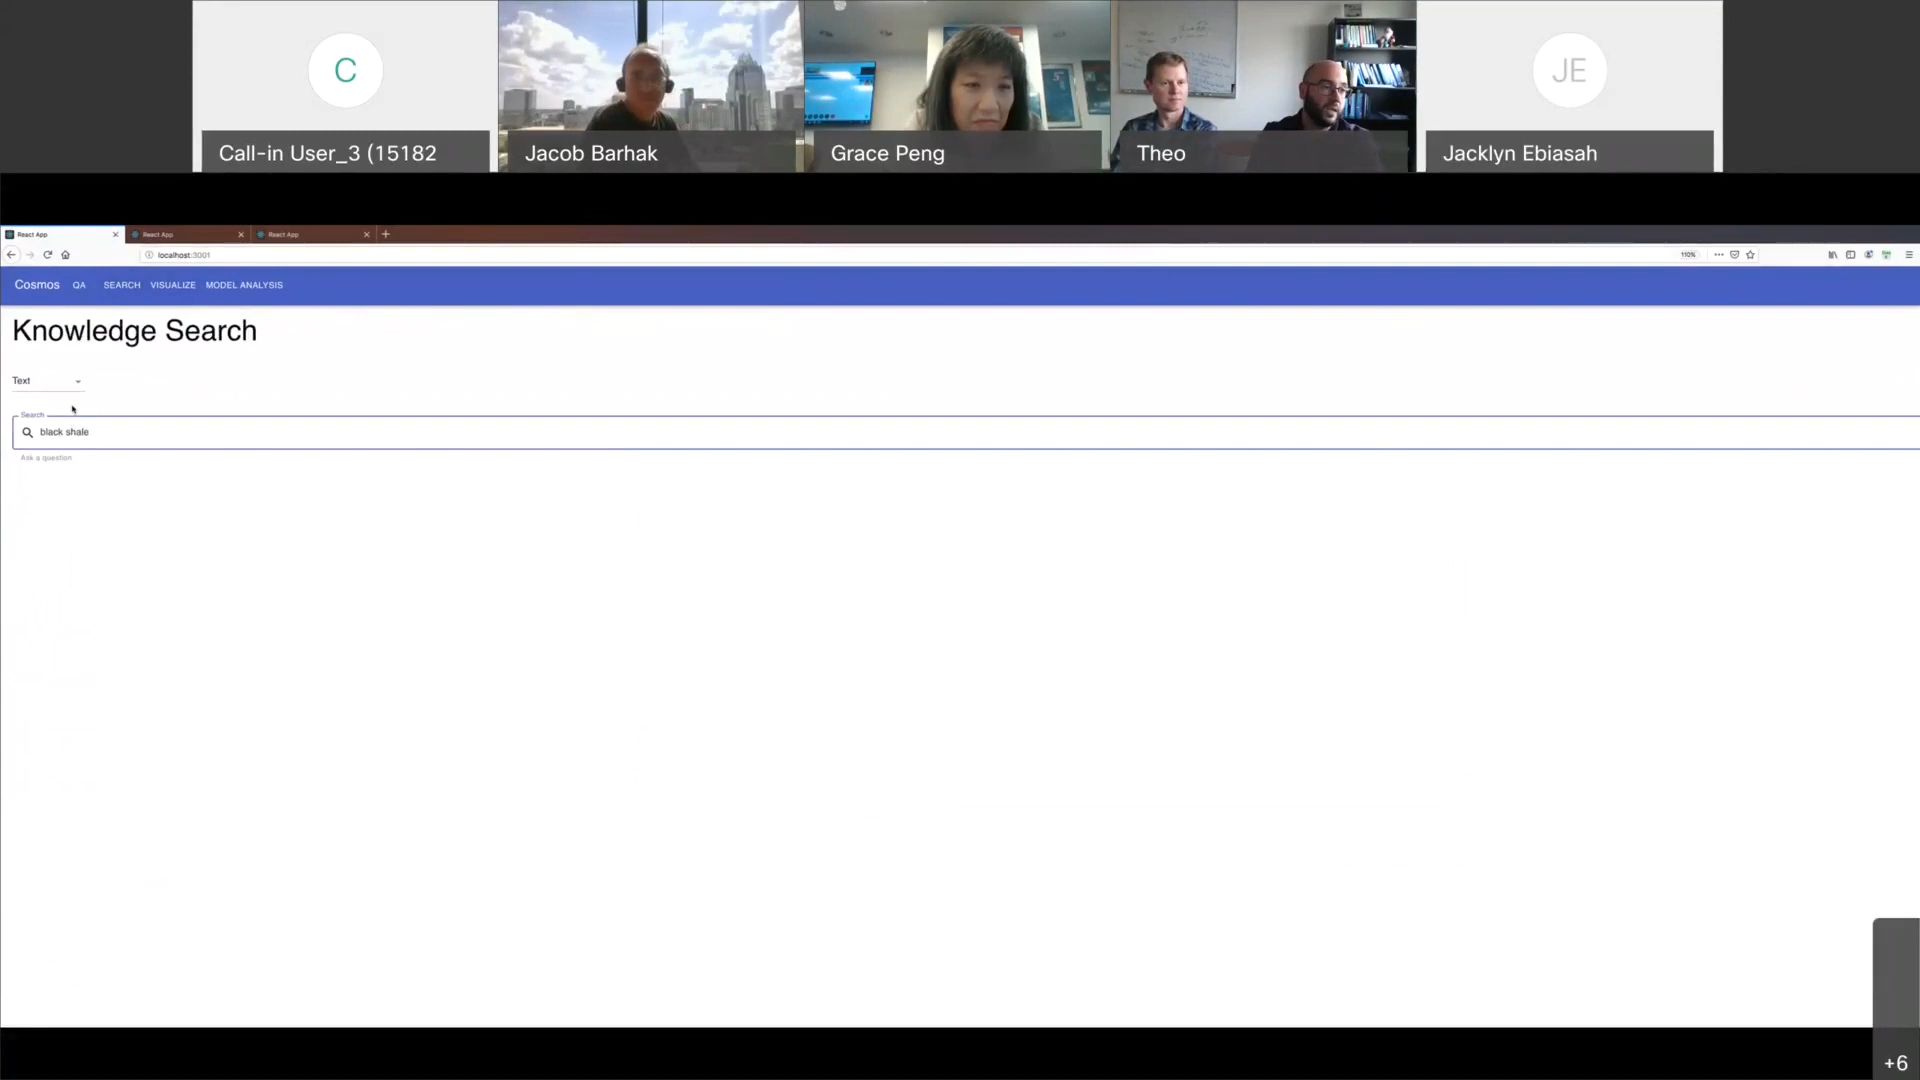 C
JE
Call-in User_3 (15182
Jacob Barhak
Grace Peng
Theo
Jacklyn Ebiasah
React App
React App
React App
localhost:3001
110%
Cosmos QA SEARCH VISUALIZE MODEL ANALYSIS
Knowledge Search
Text
Search
black shale
Ask a question
+6